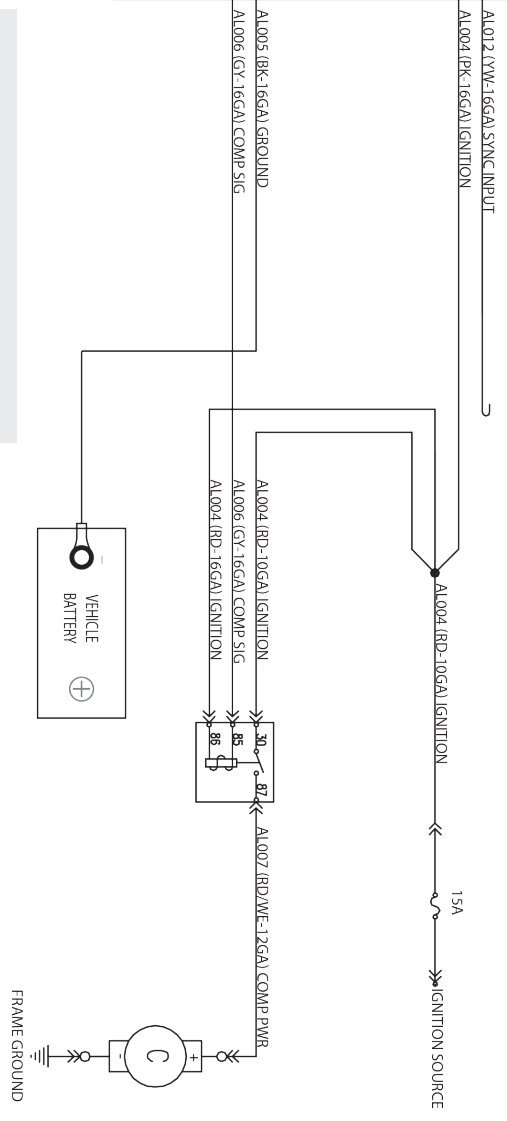 AL012 (YW-16GA) SYNC INPUT
AL004 (PK-16GA) IGNITION
AL005 (BK-16GA) GROUND
AL006 (GY-16GA) COMP SIG
AL004 (RD-10GA) IGNITION
AL006 (GY-16GA) COMP SIG
AL004 (RD-16GA) IGNITION
AL004 (RD-10GA) IGNITION
15A
IGNITION SOURCE
-
VEHICLE
BATTERY
+
30
85
86
87
AL007 (RD/WE-12GA) COMP PWR
+
C
-
FRAME GROUND